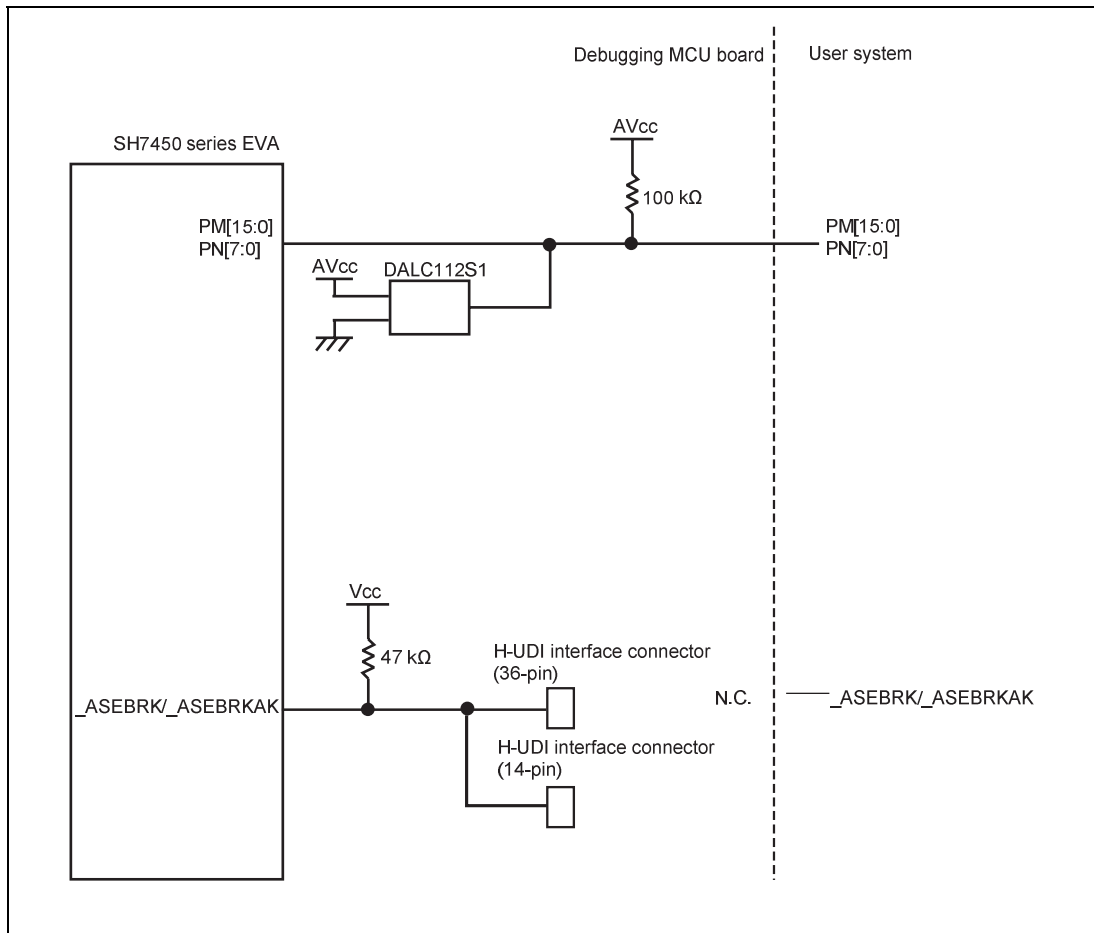 Debugging MCU board
User system
SH7450 series EVA
AVcc
100 kΩ
PM[15:0]
PN[7:0]
PM[15:0]
PN[7:0]
AVcc
DALC112S1
Vcc
47 kΩ
H-UDI interface connector
(36-pin)
_ASEBRK/_ASEBRKAK
N.C.
_ASEBRK/_ASEBRKAK
H-UDI interface connector
(14-pin)